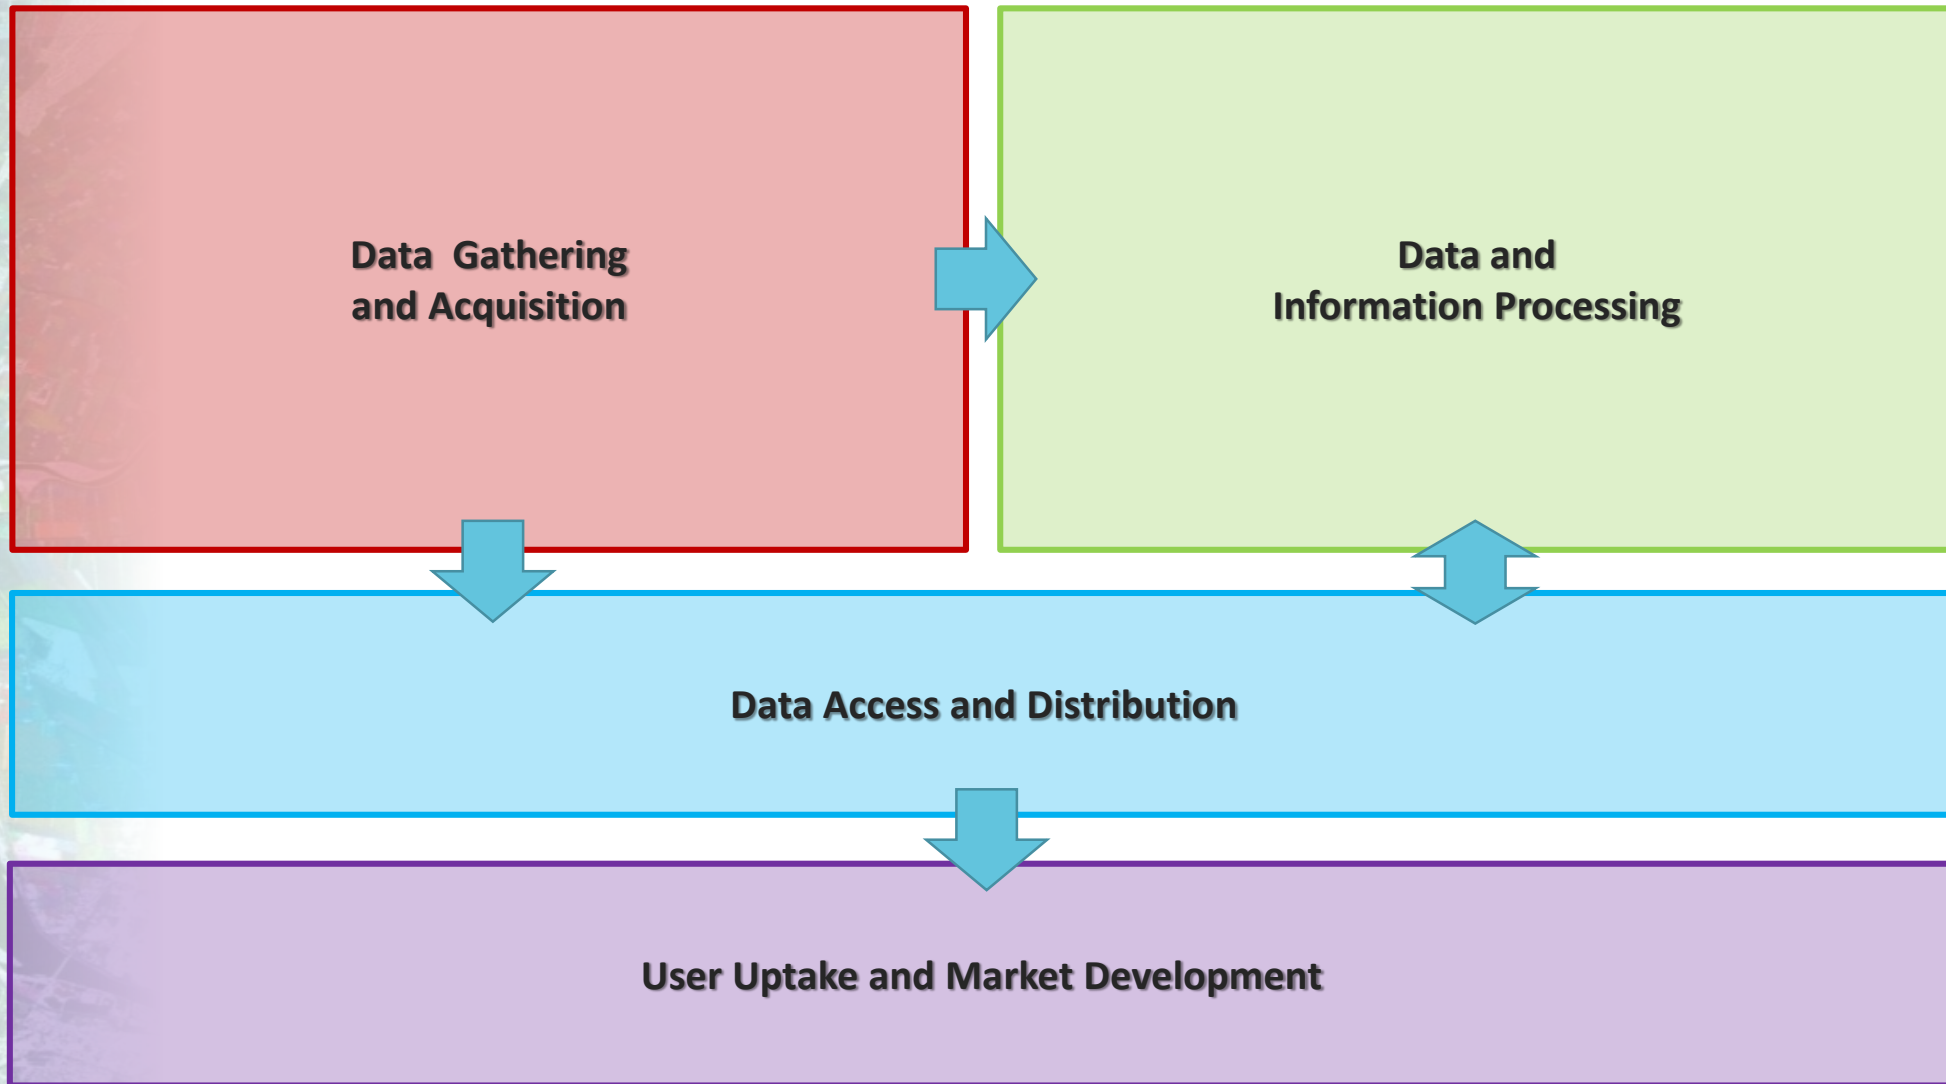 Data  Gathering
and Acquisition
Data and
Information Processing
Data Access and Distribution
User Uptake and Market Development